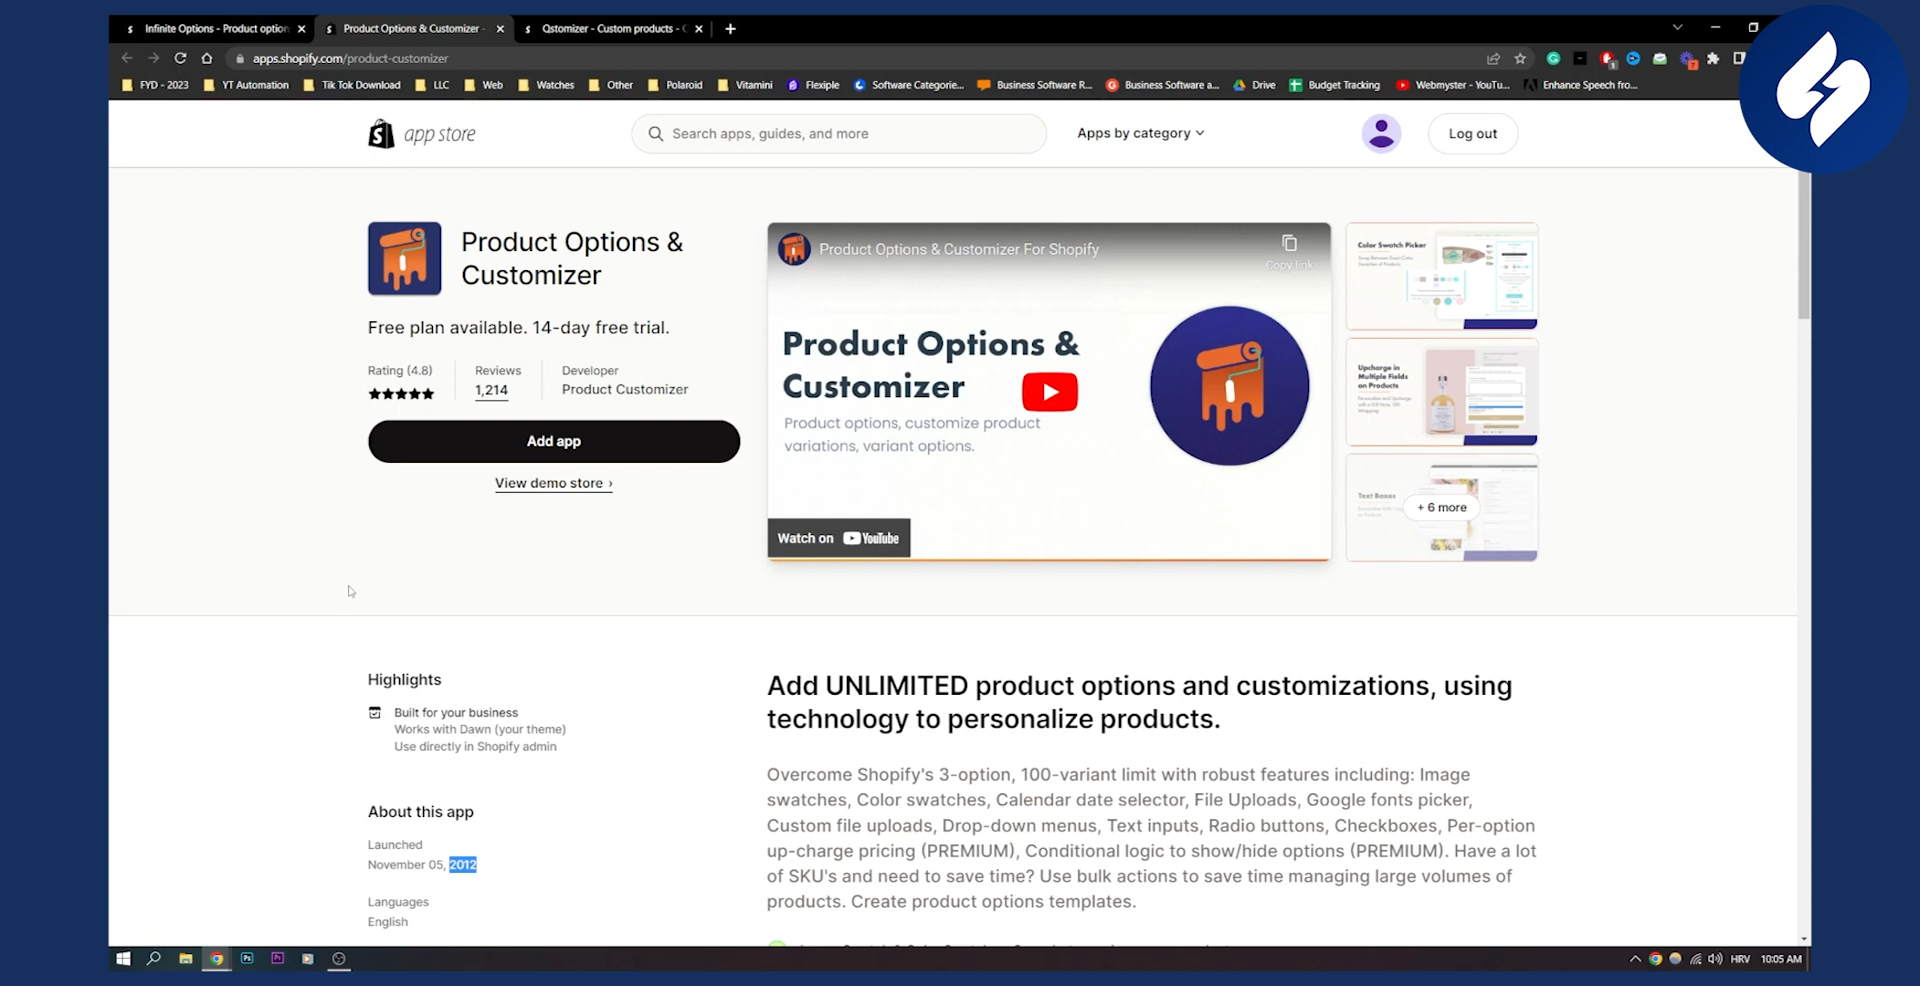 Infinite Options - Product option
Product Options & Customizer -
Qstomizer - Custom products - C
apps.shopify.com/product-customizer
FYD - 2023
YT Automation
Tik Tok Download
LLC
Web
Watches
Other
Polaroid
Vitamini
Flexiple
Software Categorie...
Business Software R...
Business Software a...
Drive
Budget Tracking
Webmyster - YouTu...
Enhance Speech fro...
app store
Search apps, guides, and more
Apps by category
Log out
Product Options &
Customizer
Free plan available. 14-day free trial.
Rating (4.8)
Reviews
1,214
Developer
Product Customizer
Add app
View demo store ›
Product Options & Customizer For Shopify
Copy link
Product Options &
Customizer
Product options, customize product
variations, variant options.
Watch on YouTube
Color Swatch Picker
Upcharge in
Multiple Fields
on Products
Text Boxes
+ 6 more
Highlights
Built for your business
Works with Dawn (your theme)
Use directly in Shopify admin
About this app
Launched
November 05, 2012
Languages
English
Add UNLIMITED product options and customizations, using
technology to personalize products.
Overcome Shopify's 3-option, 100-variant limit with robust features including: Image
swatches, Color swatches, Calendar date selector, File Uploads, Google fonts picker,
Custom file uploads, Drop-down menus, Text inputs, Radio buttons, Checkboxes, Per-option
up-charge pricing (PREMIUM), Conditional logic to show/hide options (PREMIUM). Have a lot
of SKU's and need to save time? Use bulk actions to save time managing large volumes of
products. Create product options templates.
HRV
10:05 AM